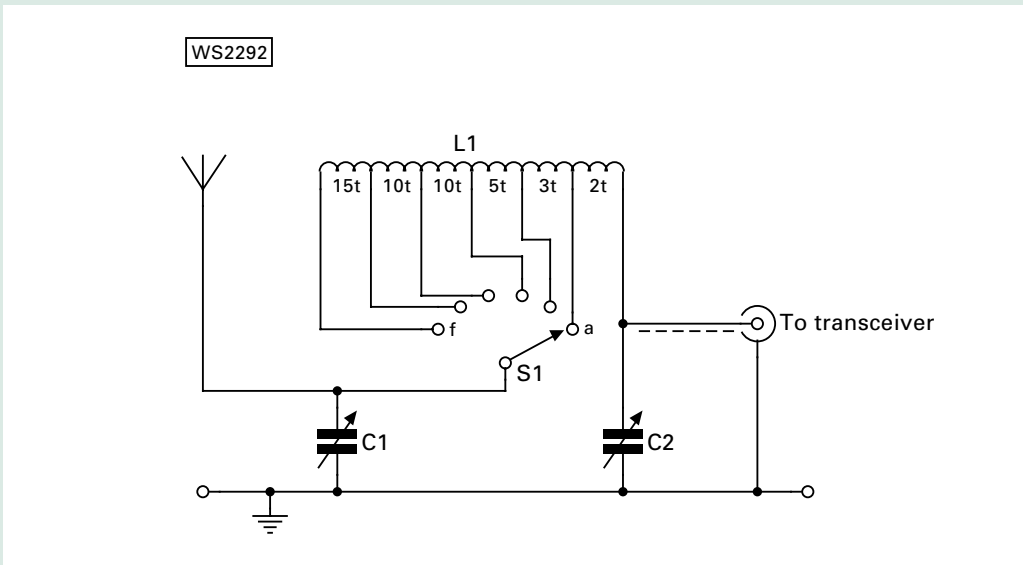 WS2292
L1
15t 10t 10t 5t 3t 2t
f
a
To transceiver
S1
C1
C2